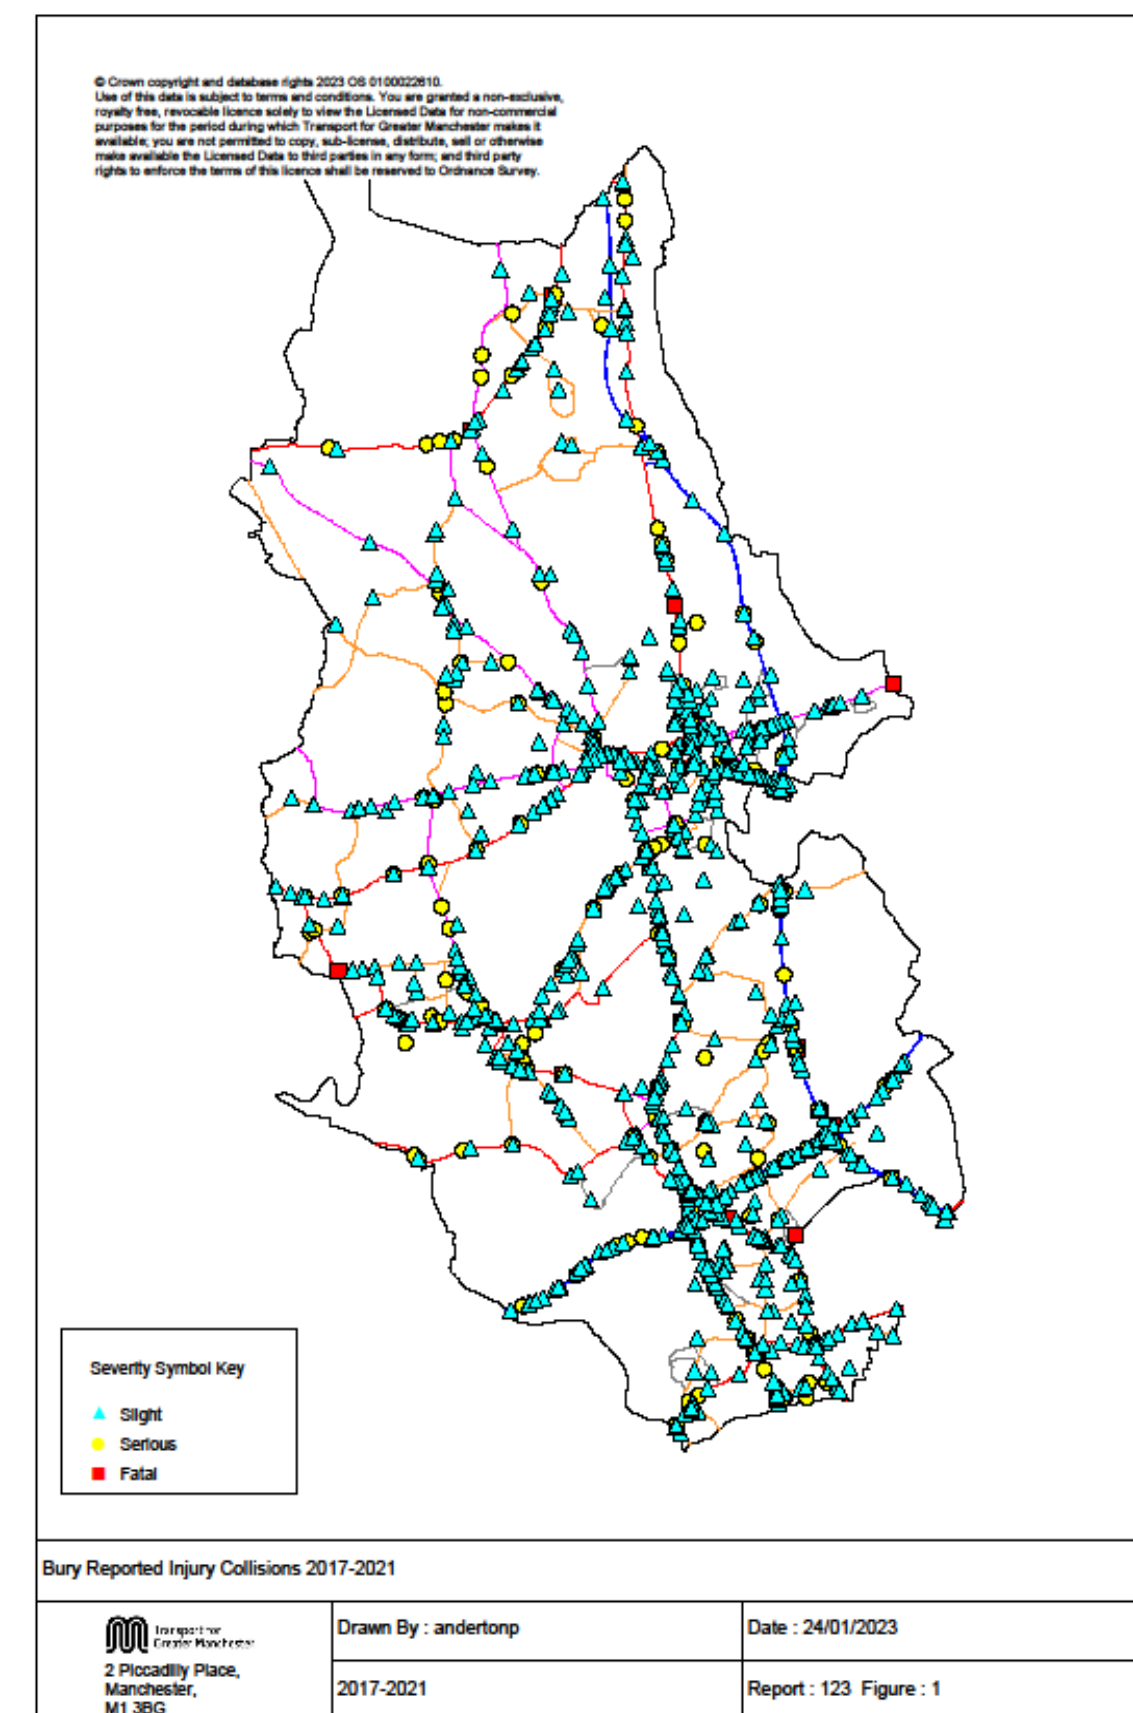 © Crown copyright and database rights 2023 OS 0100022610.
Use of this data is subject to terms and conditions. You are granted a non-exclusive,
royalty free, revocable licence solely to view the Licensed Data for non-commercial
purposes for the period during which Transport for Greater Manchester makes it
available; you are not permitted to copy, sub-license, distribute, sell or otherwise
make available the Licensed Data to third parties in any form; and third party
rights to enforce the terms of this licence shall be reserved to Ordnance Survey.
Severity Symbol Key
Slight
Serious
Fatal
Bury Reported Injury Collisions 2017-2021
Transport for
Greater Manchester
2 Piccadilly Place,
Manchester,
M1 3BG
Drawn By : andertonp
Date : 24/01/2023
2017-2021
Report : 123 Figure : 1